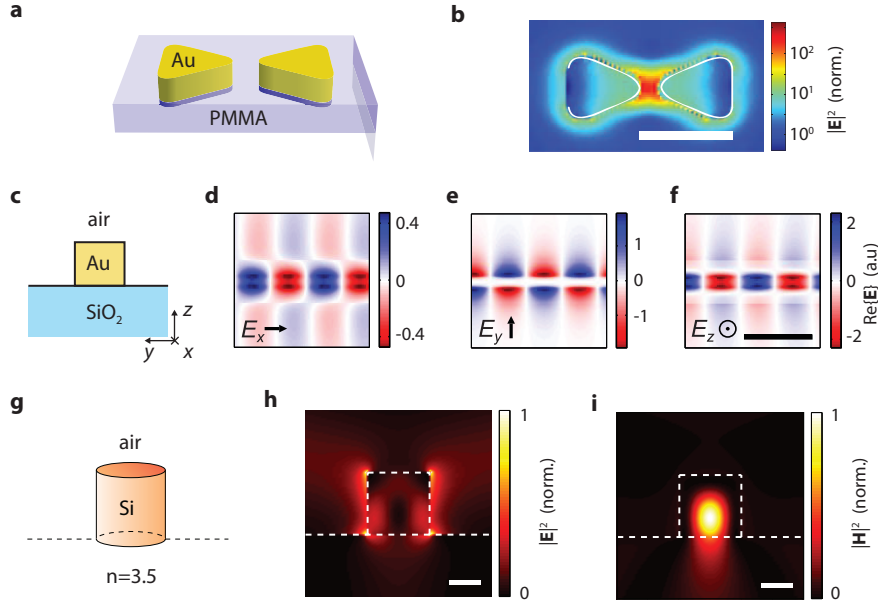 a
Au
PMMA
b
10²
10¹
10⁰
|E|² (norm.)
c
air
Au
SiO₂
z
y
x
d
Eₓ
0.4
0
-0.4
e
E_y
1
0
-1
f
E_z
2
0
-2
Re{E} (a.u)
g
air
Si
n=3.5
h
1
0
|E|² (norm.)
i
1
0
|H|² (norm.)